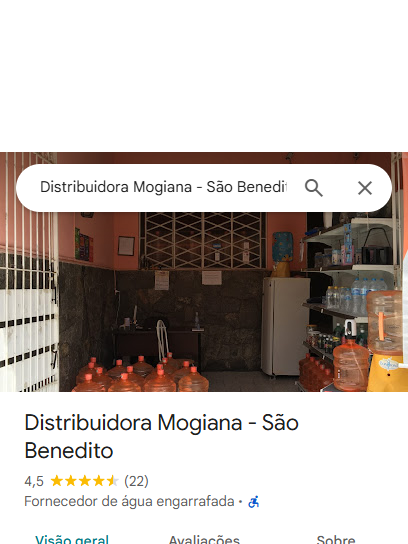 Distribuidora Mogiana - São Benedit
Distribuidora Mogiana - São
Benedito
4,5 (22)
Fornecedor de água engarrafada ·
Visão geral Avaliações Sobre